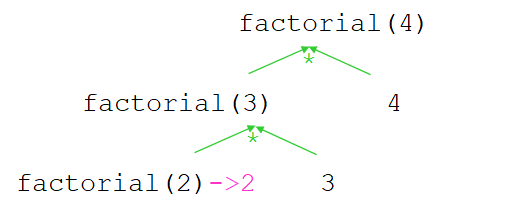 factorial(4)
*
factorial(3) 4
*
factorial(2)->2 3